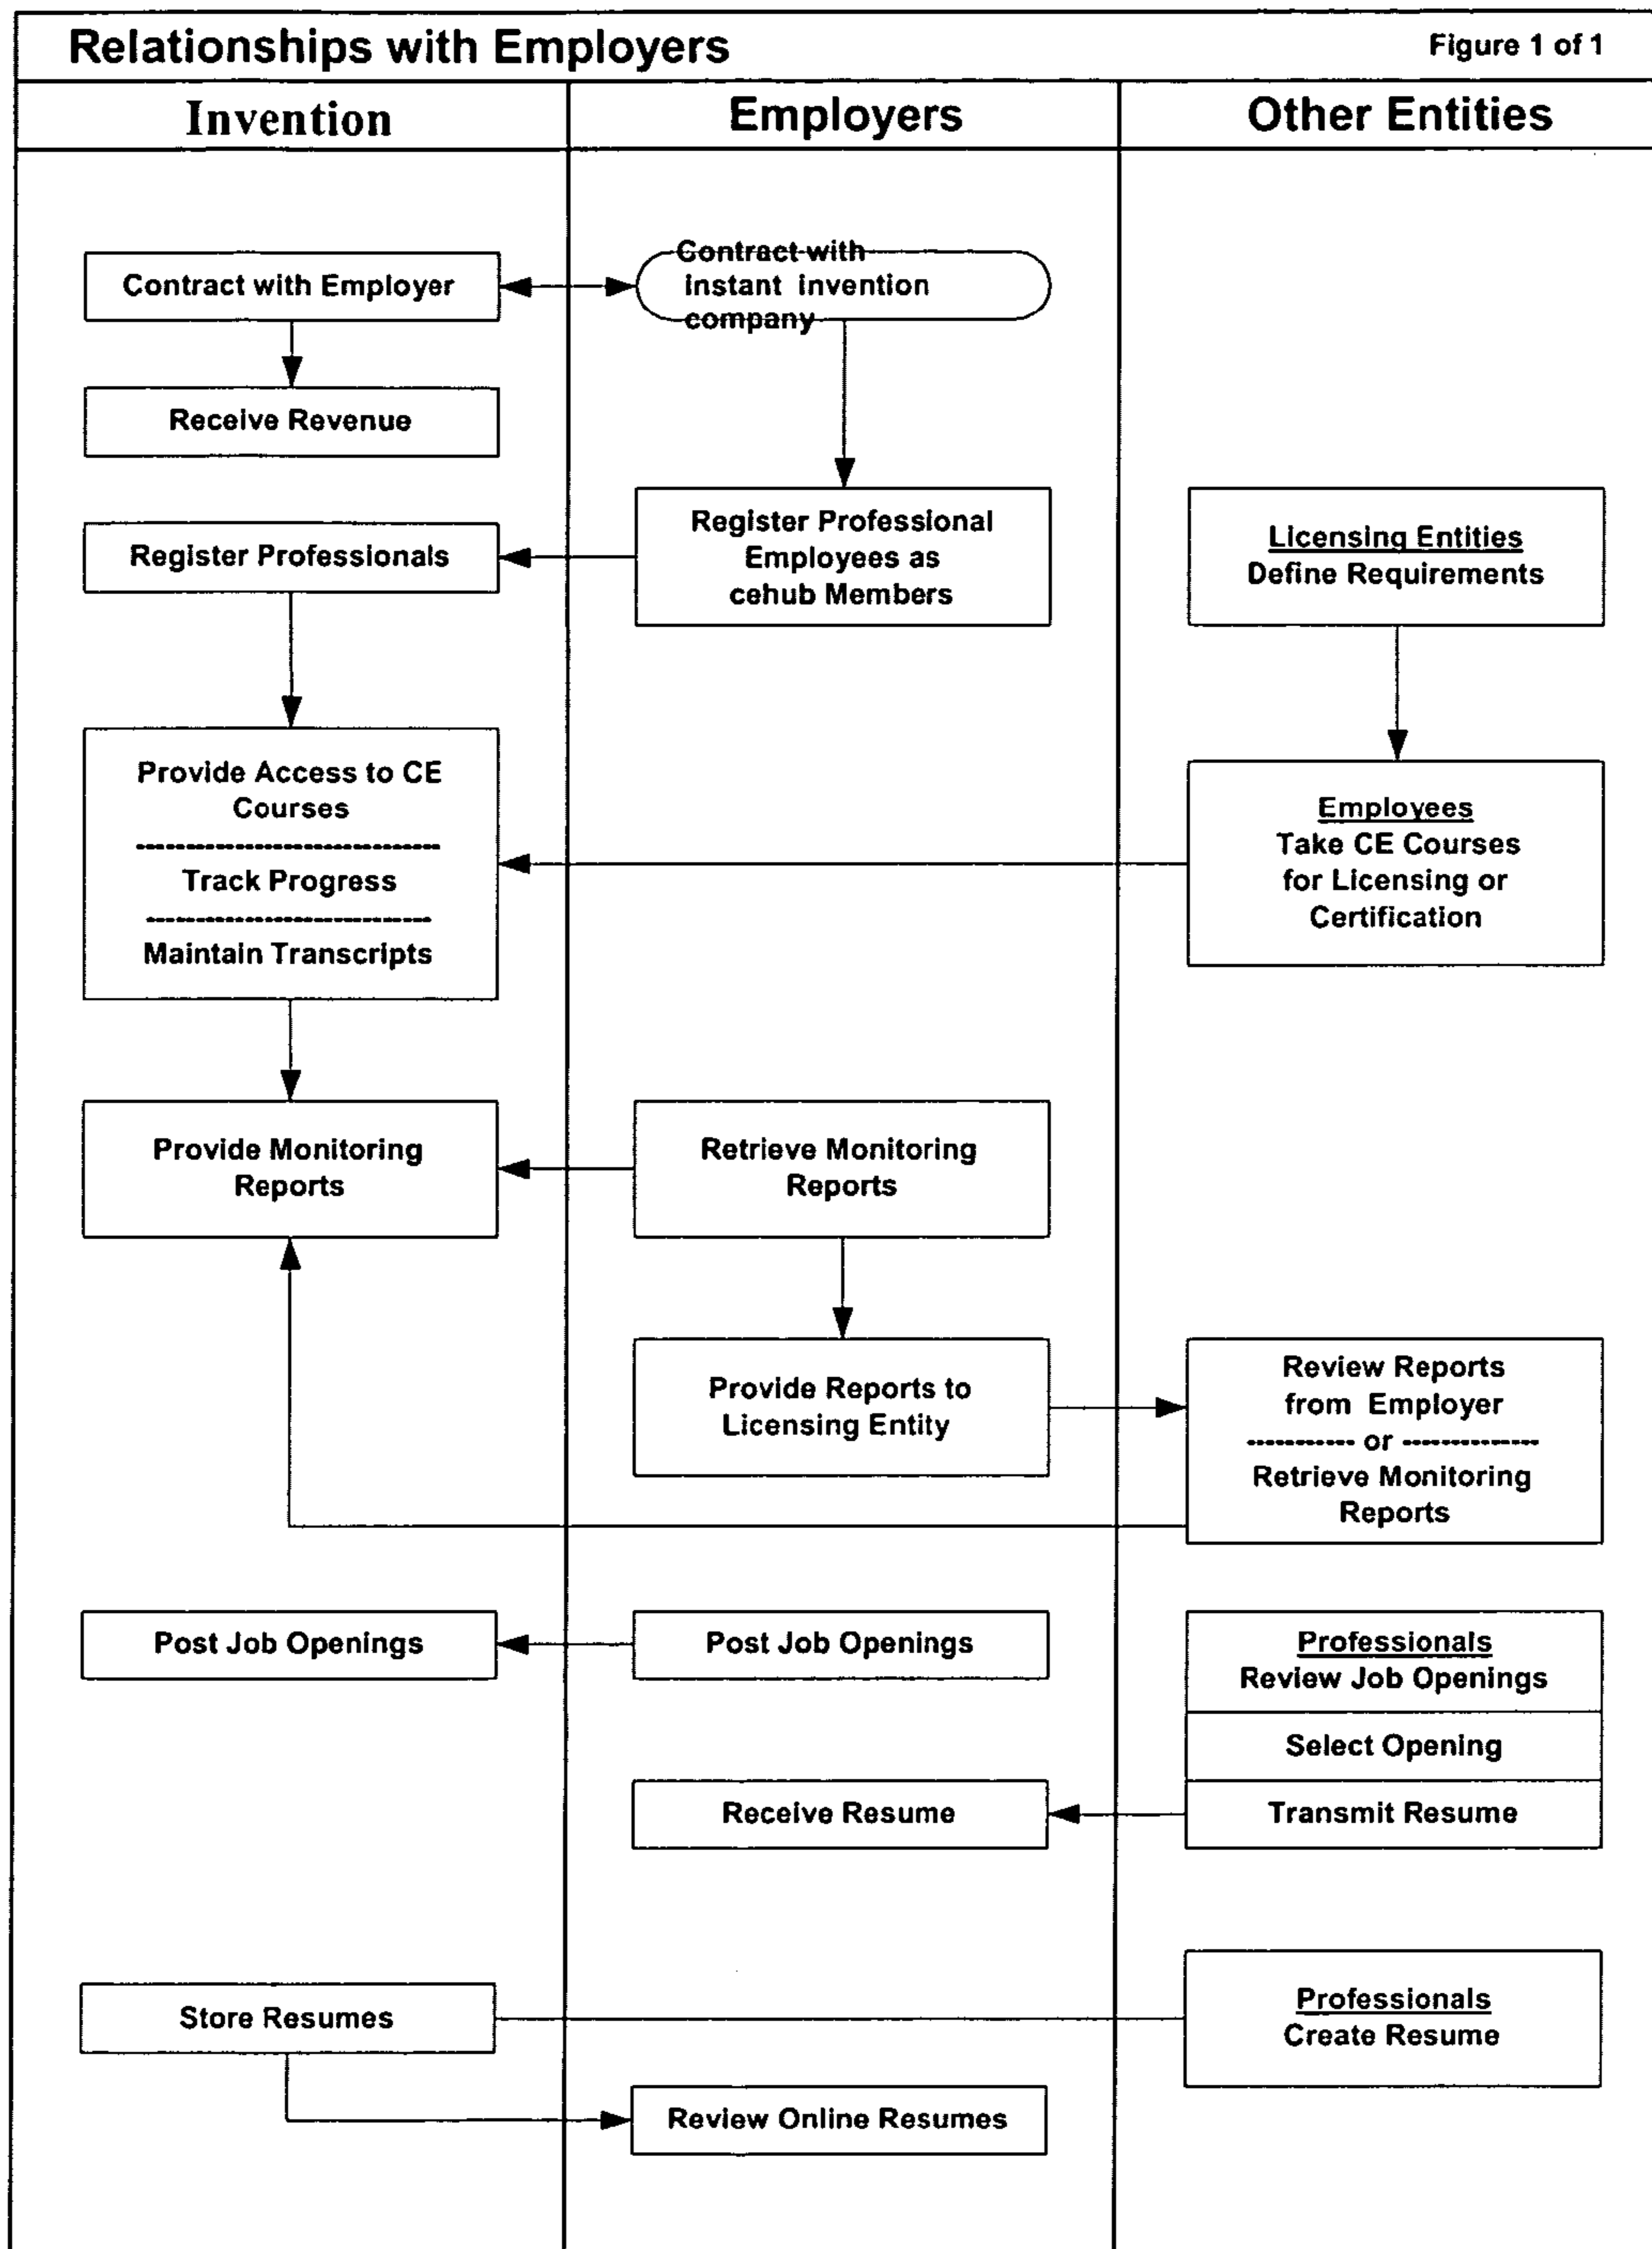 Relationships with Employers
Figure 1 of 1
Invention
Employers
Other Entities
Contract with Employer
Contract with
instant invention
company
Receive Revenue
Register Professionals
Register Professional
Employees as
cehub Members
Licensing Entities
Define Requirements
Provide Access to CE
Courses
Track Progress
Maintain Transcripts
Employees
Take CE Courses
for Licensing or
Certification
Provide Monitoring
Reports
Retrieve Monitoring
Reports
Provide Reports to
Licensing Entity
Review Reports
from Employer
----------- or --------------
Retrieve Monitoring
Reports
Post Job Openings
Post Job Openings
Professionals
Review Job Openings
Select Opening
Receive Resume
Transmit Resume
Store Resumes
Professionals
Create Resume
Review Online Resumes